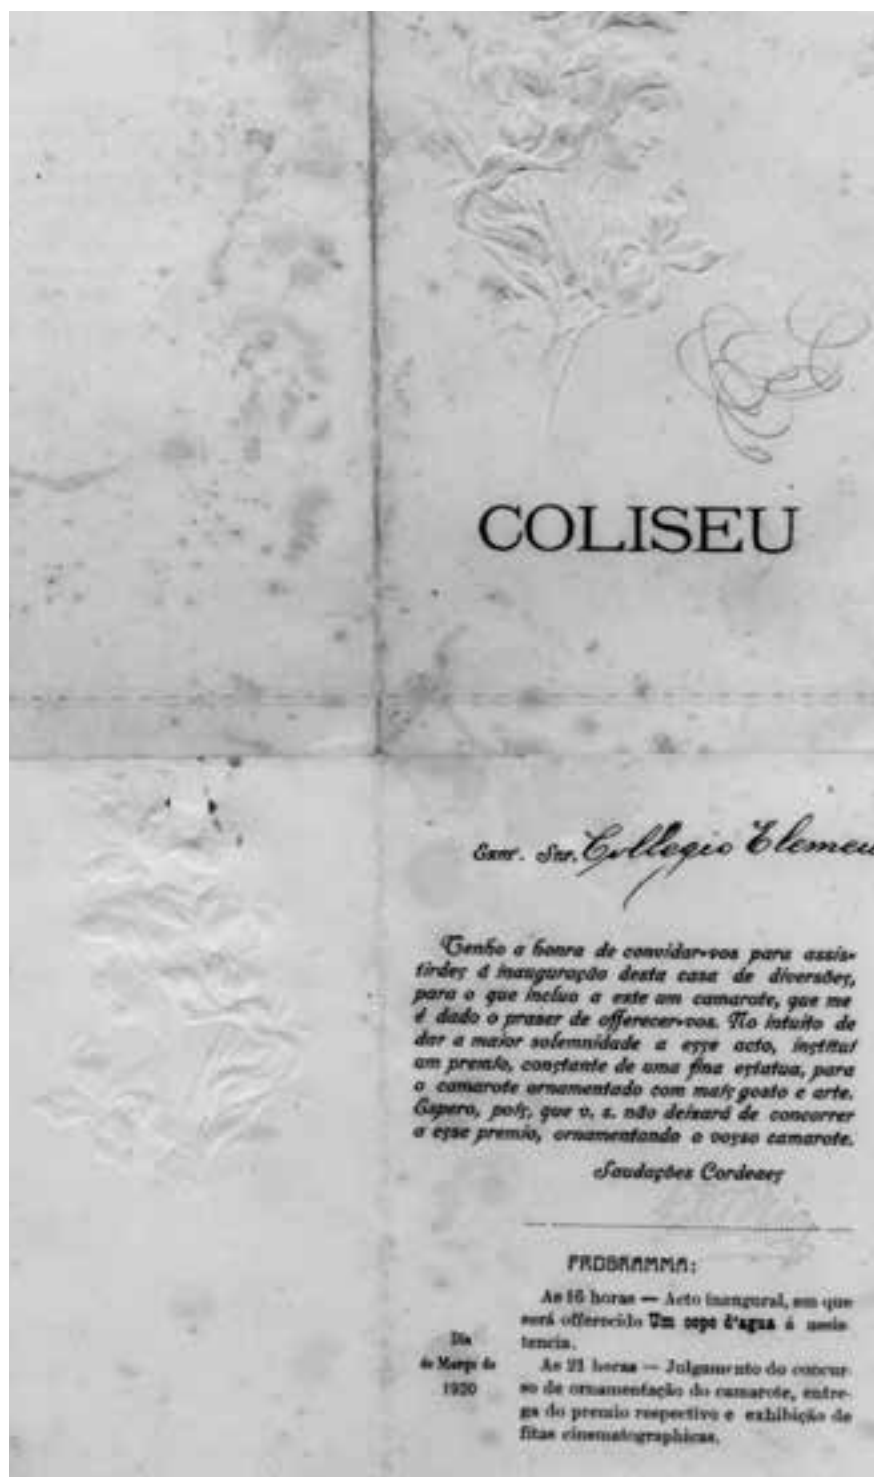 COLISEU
Exmr. Snr. Collegio Elemen
Tenho a honra de convidar-vos para assis-
tirdes á inauguração desta casa de diversões,
para o que incluo a este um camarote, que me
é dado o praser de offerecer-vos. No intuito de
dar a maior solemnidade a esse acto, institui
um premio, constante de uma fina estatua, para
o camarote ornamentado com mais gosto e arte.
Espero, pois, que v. s. não deixará de concorrer
a esse premio, ornamentando o vosso camarote.
Saudações Cordeaes
PROGRAMMA:
As 16 horas — Acto inaugural, em que
será offerecido Um copo d'agua á assis-
tencia.
As 21 horas — Julgamento do concur-
so de ornamentação do camarote, entre-
ga do premio respectivo e exhibição de
fitas cinematographicas.
Dia
de Março de
1920